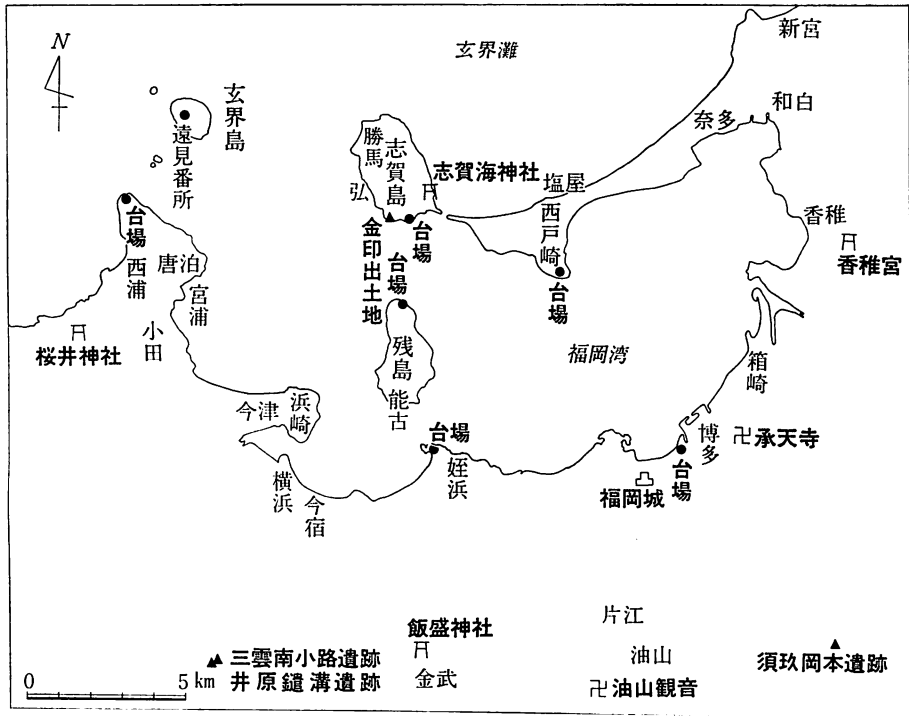 N
玄界灘
新宮
和白
奈多
玄界島
遠見番所
勝馬
志賀島
弘
志賀海神社
塩屋
西戸崎
香稚
香稚宮
台場
西浦
唐泊
宮浦
小田
桜井神社
金印出土地
台場
台場
台場
残島
能古
福岡湾
箱崎
今津
浜崎
横浜
今宿
台場
姪浜
博多
台場
承天寺
福岡城
片江
飯盛神社
金武
油山
卍油山観音
須玖岡本遺跡
三雲南小路遺跡
井原鑓溝遺跡
0 5 km